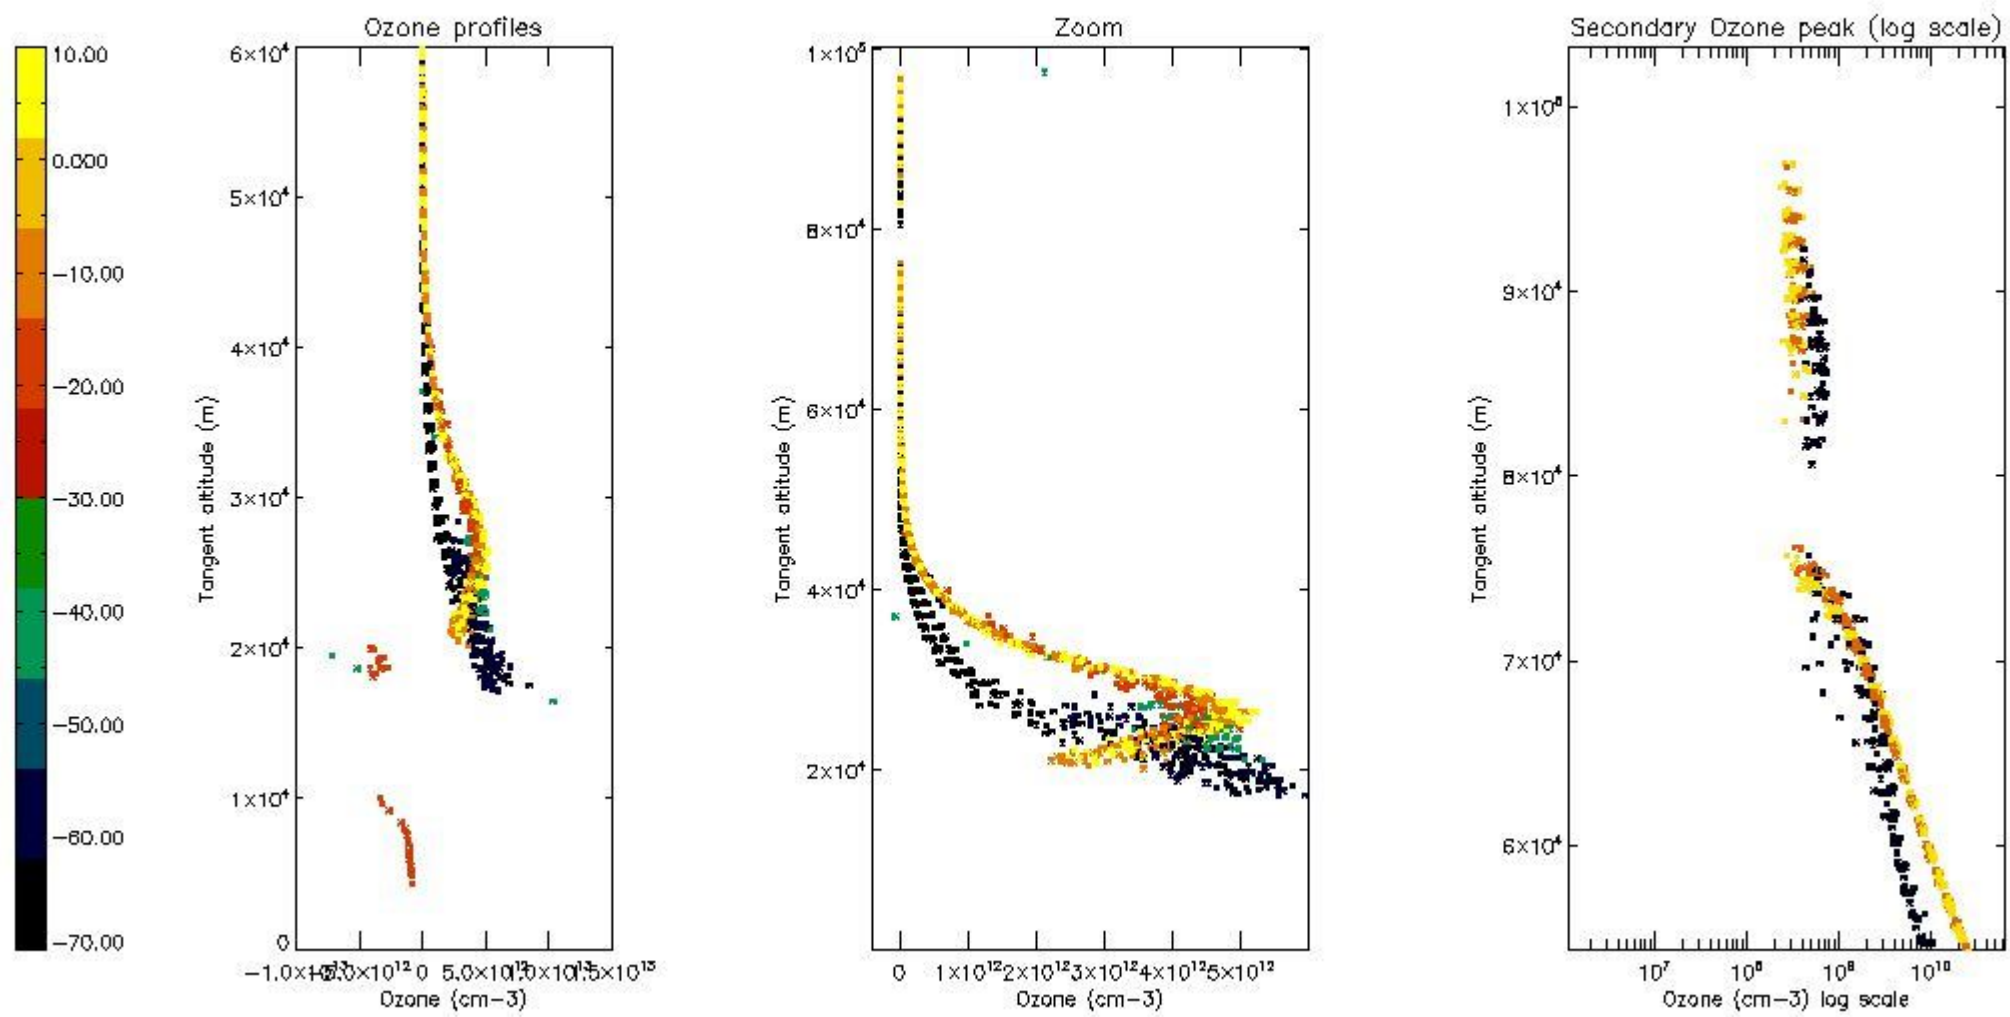 Ozone profiles
Zoom
Secondary Ozone peak (log scale)
10.00
0.000
−10.00
−20.00
−30.00
−40.00
−50.00
−60.00
−70.00
6×10⁴
5×10⁴
4×10⁴
3×10⁴
2×10⁴
1×10⁴
0
Tangent altitude (m)
0 5.0×10¹² 1.5×10¹³
Ozone (cm−3)
1×10⁵
8×10⁴
6×10⁴
4×10⁴
2×10⁴
Tangent altitude (m)
0 1×10¹² 2×10¹² 3×10¹² 4×10¹² 5×10¹²
Ozone (cm−3)
9×10⁴
8×10⁴
7×10⁴
6×10⁴
Tangent altitude (m)
10⁷ 10⁸ 10⁹ 10¹⁰
Ozone (cm−3) log scale